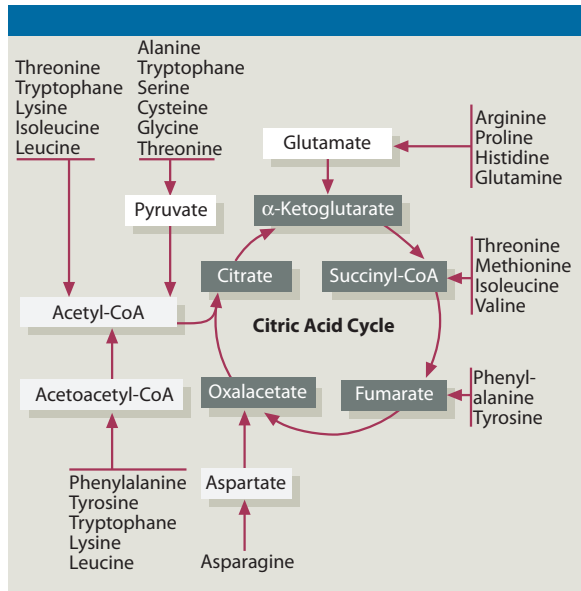 Threonine
Tryptophane
Lysine
Isoleucine
Leucine
Alanine
Tryptophane
Serine
Cysteine
Glycine
Threonine
Glutamate
Arginine
Proline
Histidine
Glutamine
Pyruvate
α-Ketoglutarate
Citrate
Succinyl-CoA
Threonine
Methionine
Isoleucine
Valine
Acetyl-CoA
Citric Acid Cycle
Acetoacetyl-CoA
Oxalacetate
Fumarate
Phenyl-
alanine
Tyrosine
Phenylalanine
Tyrosine
Tryptophane
Lysine
Leucine
Aspartate
Asparagine